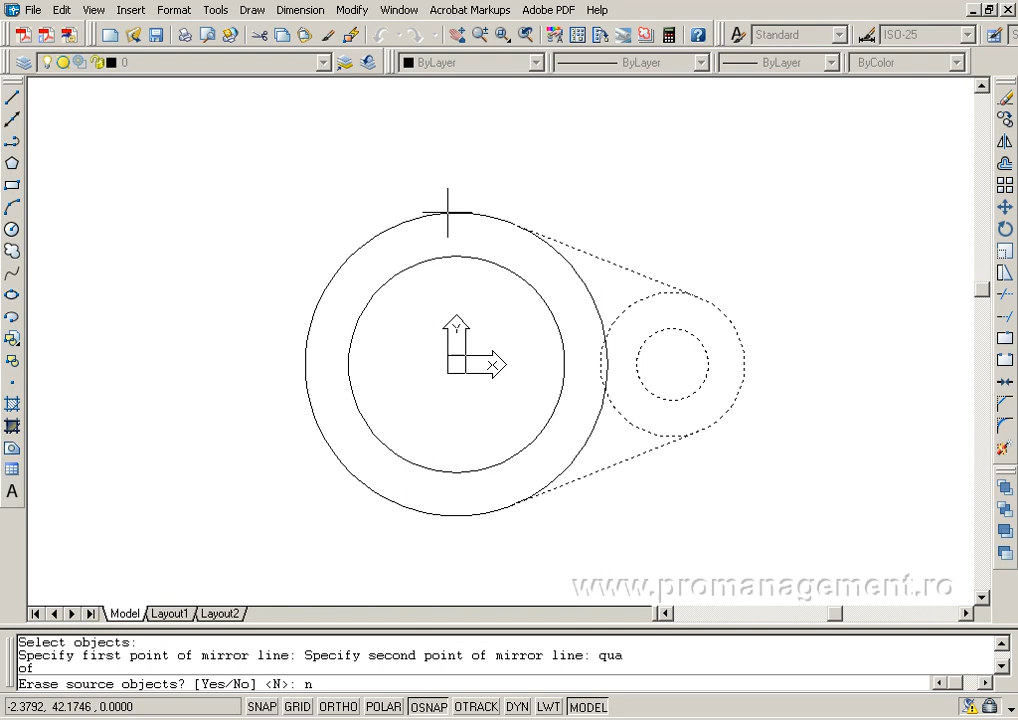 File Edit View Insert Format Tools Draw Dimension Modify Window Acrobat Markups Adobe PDF Help
Standard ISO-25
0 ByLayer ByLayer ByLayer ByColor
Y
X
A
www.promanagement.ro
Model Layout1 Layout2
Select objects:
Specify first point of mirror line: Specify second point of mirror line: qua
of
Erase source objects? [Yes/No] <N>: n
-2.3792, 42.1746 , 0.0000 SNAP GRID ORTHO POLAR OSNAP OTRACK DYN LWT MODEL